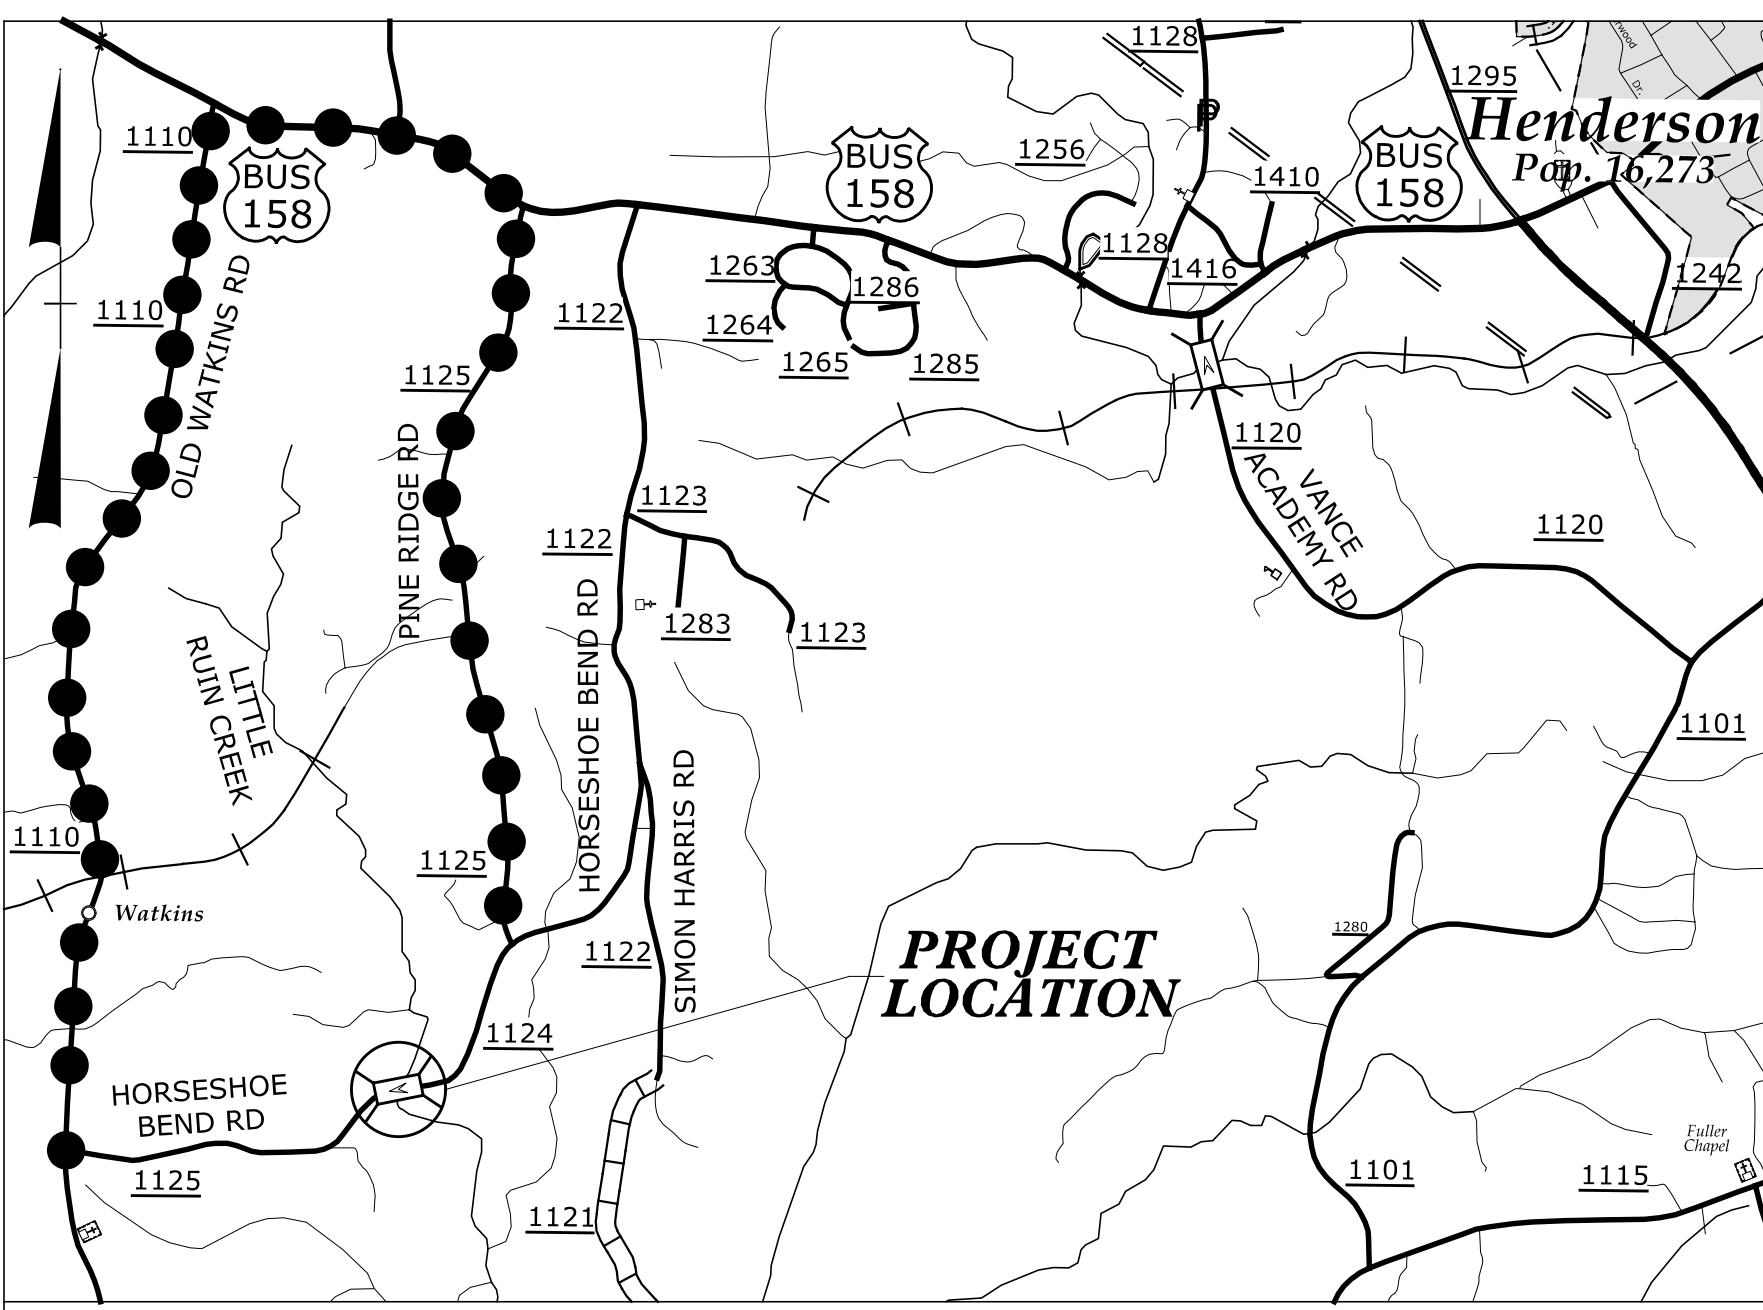 1128
1295
rwood
Dr.
Henderson
Pop. 16,273
1110
BUS
158
BUS
158
1256
1410
BUS
158
1128
1416
1242
1263
1286
1264
1265
1285
1110
OLD WATKINS RD
1122
1125
1120
VANCE
ACADEMY RD
1123
1122
1120
PINE RIDGE RD
1283
1123
HORSESHOE BEND RD
LITTLE
RUIN CREEK
1101
SIMON HARRIS RD
1110
1125
Watkins
1122
1280
PROJECT
LOCATION
1124
HORSESHOE
BEND RD
Fuller
Chapel
1125
1101
1115
1121